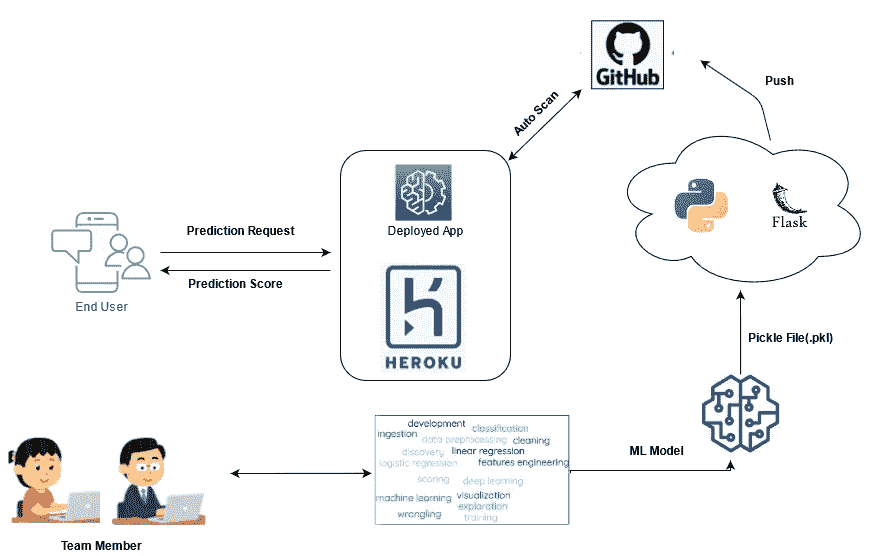 GitHub
Push
Auto Scan
Flask
Deployed App
Prediction Request
Prediction Score
End User
HEROKU
Pickle File(.pkl)
development
classification
ingestion
data preprocessing
cleaning
discovery
linear regression
logistic regression
features engineering
scoring
deep learning
machine learning
visualization
exploration
wrangling
training
ML Model
Team Member